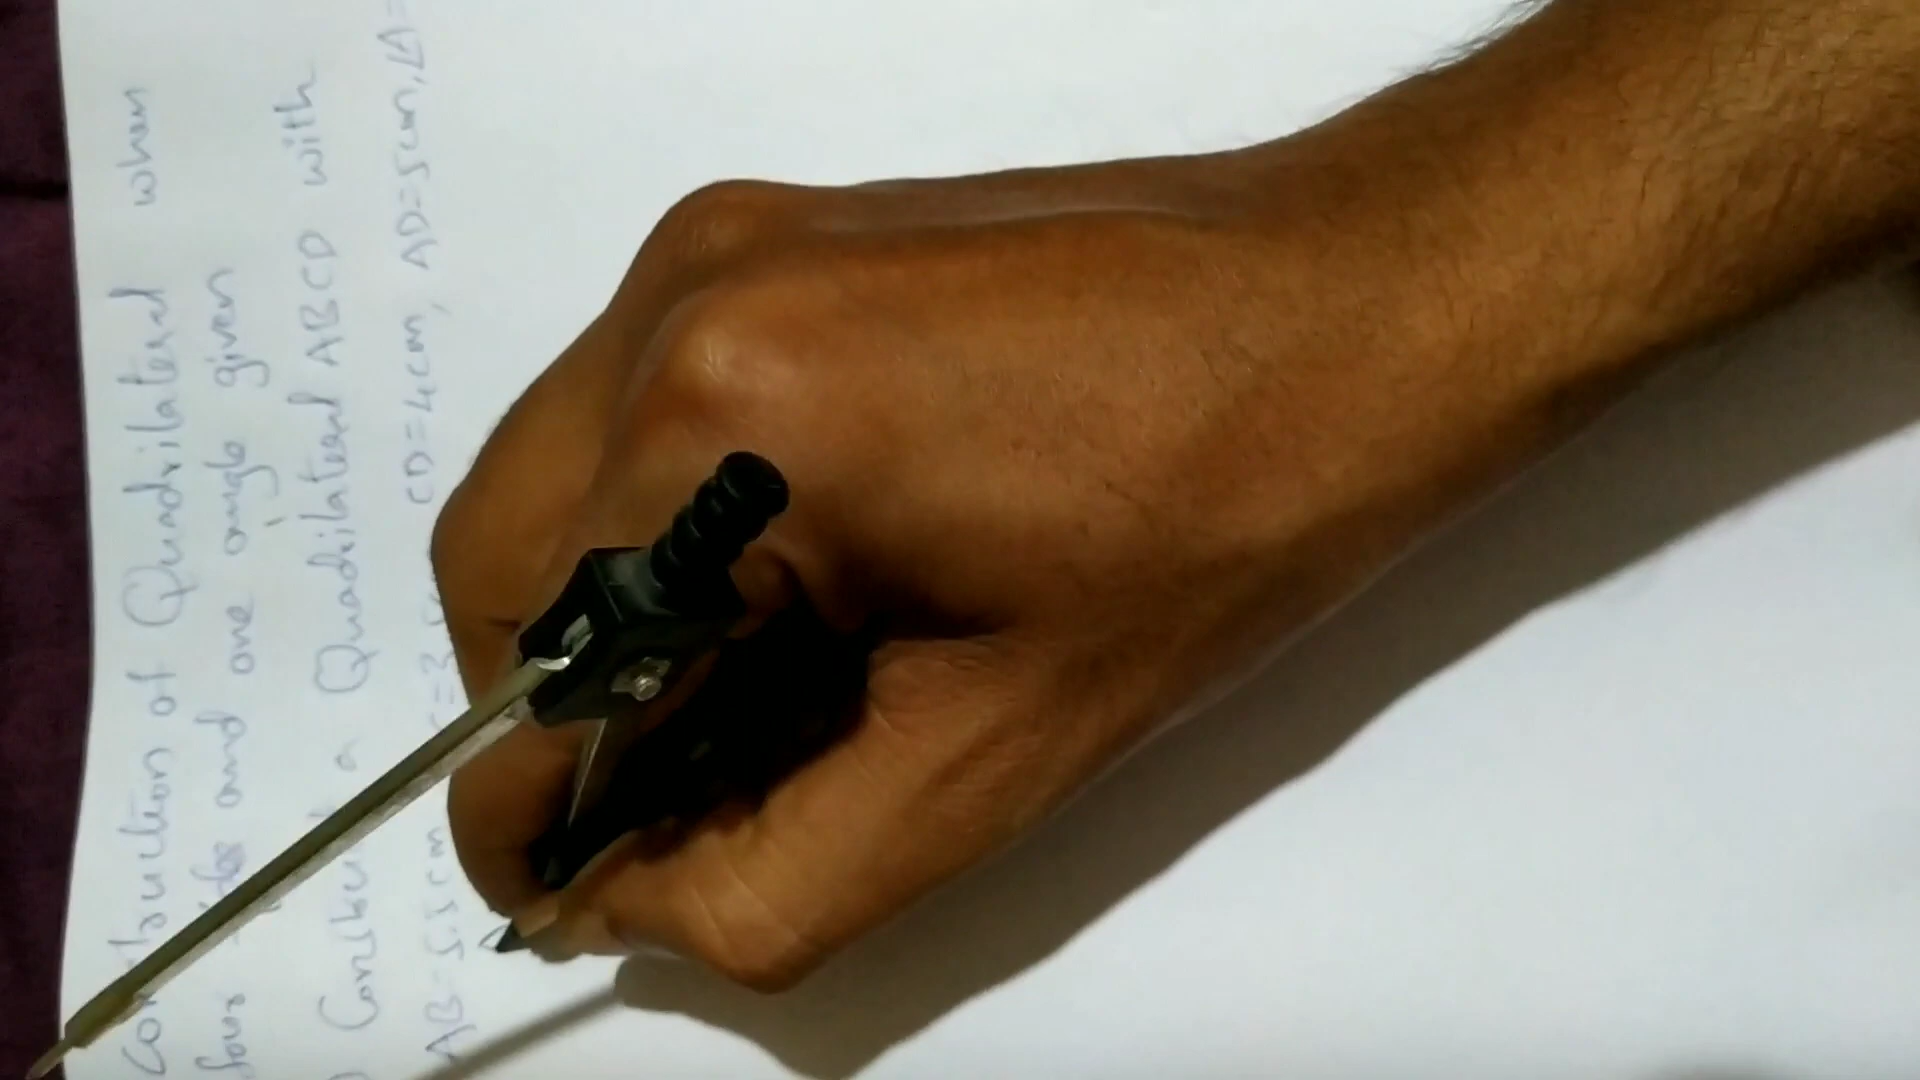 Construction of Quadrilateral when
four and one angle given
a Quadrilateral ABCD with
AB=5.5cm CD=4cm, AD=5cm, ∠A=